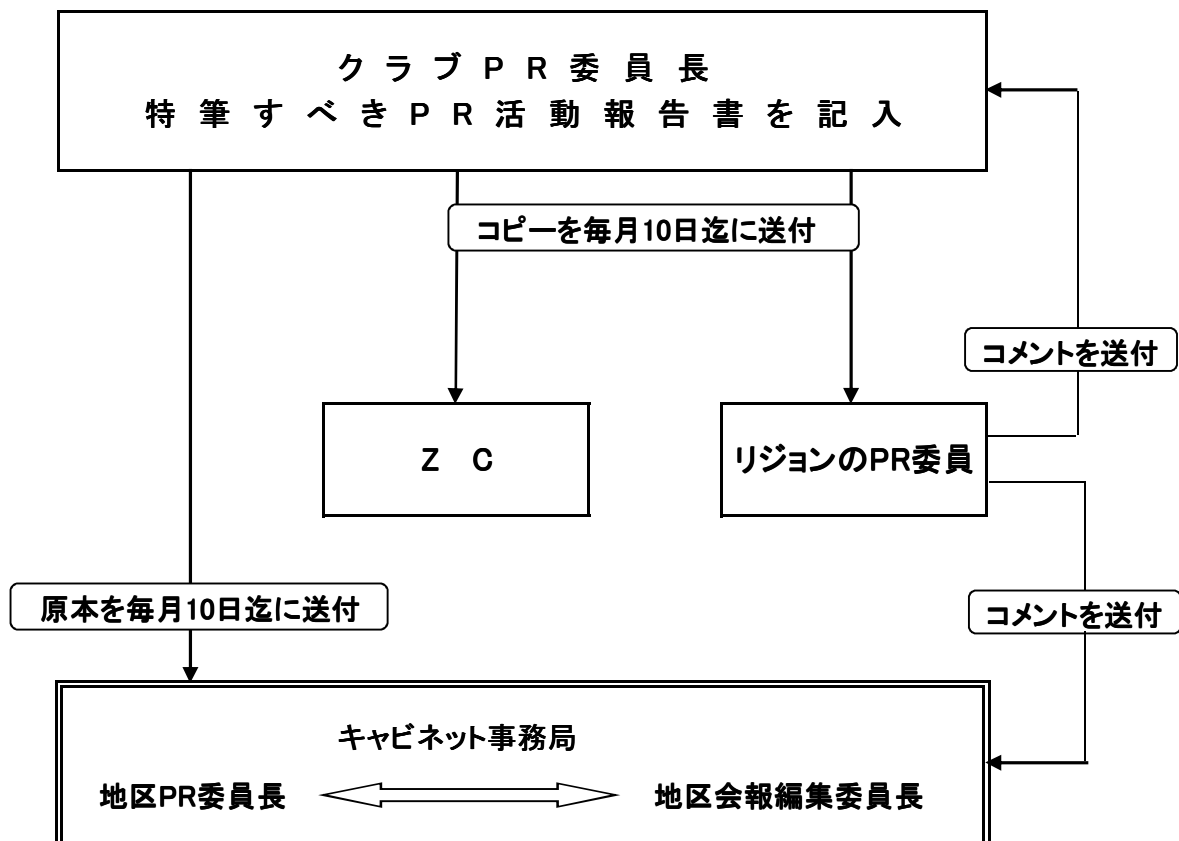 クラブPR委員長
特筆すべきPR活動報告書を記入
コピーを毎月10日迄に送付
コメントを送付
Z C
リジョンのPR委員
原本を毎月10日迄に送付
コメントを送付
キャビネット事務局
地区PR委員長
地区会報編集委員長